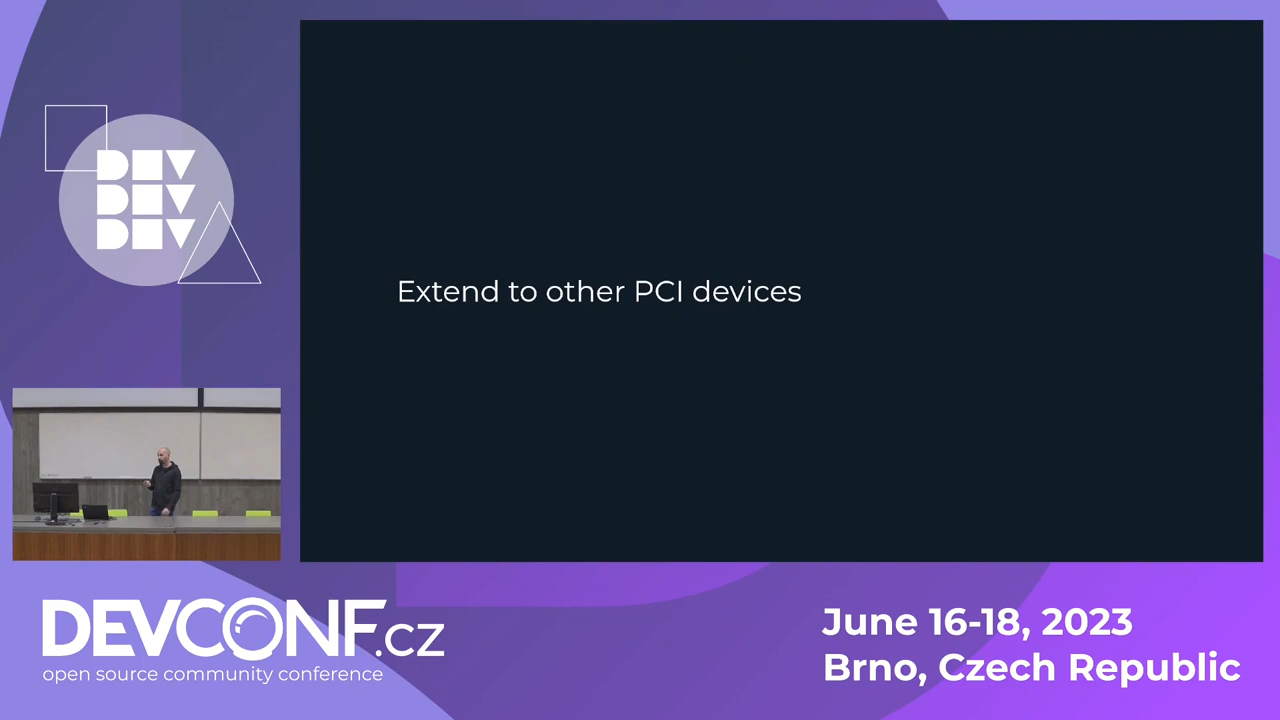 DEV
DEV
DEV
Extend to other PCI devices
DEVCONF.cz
open source community conference
June 16-18, 2023
Brno, Czech Republic